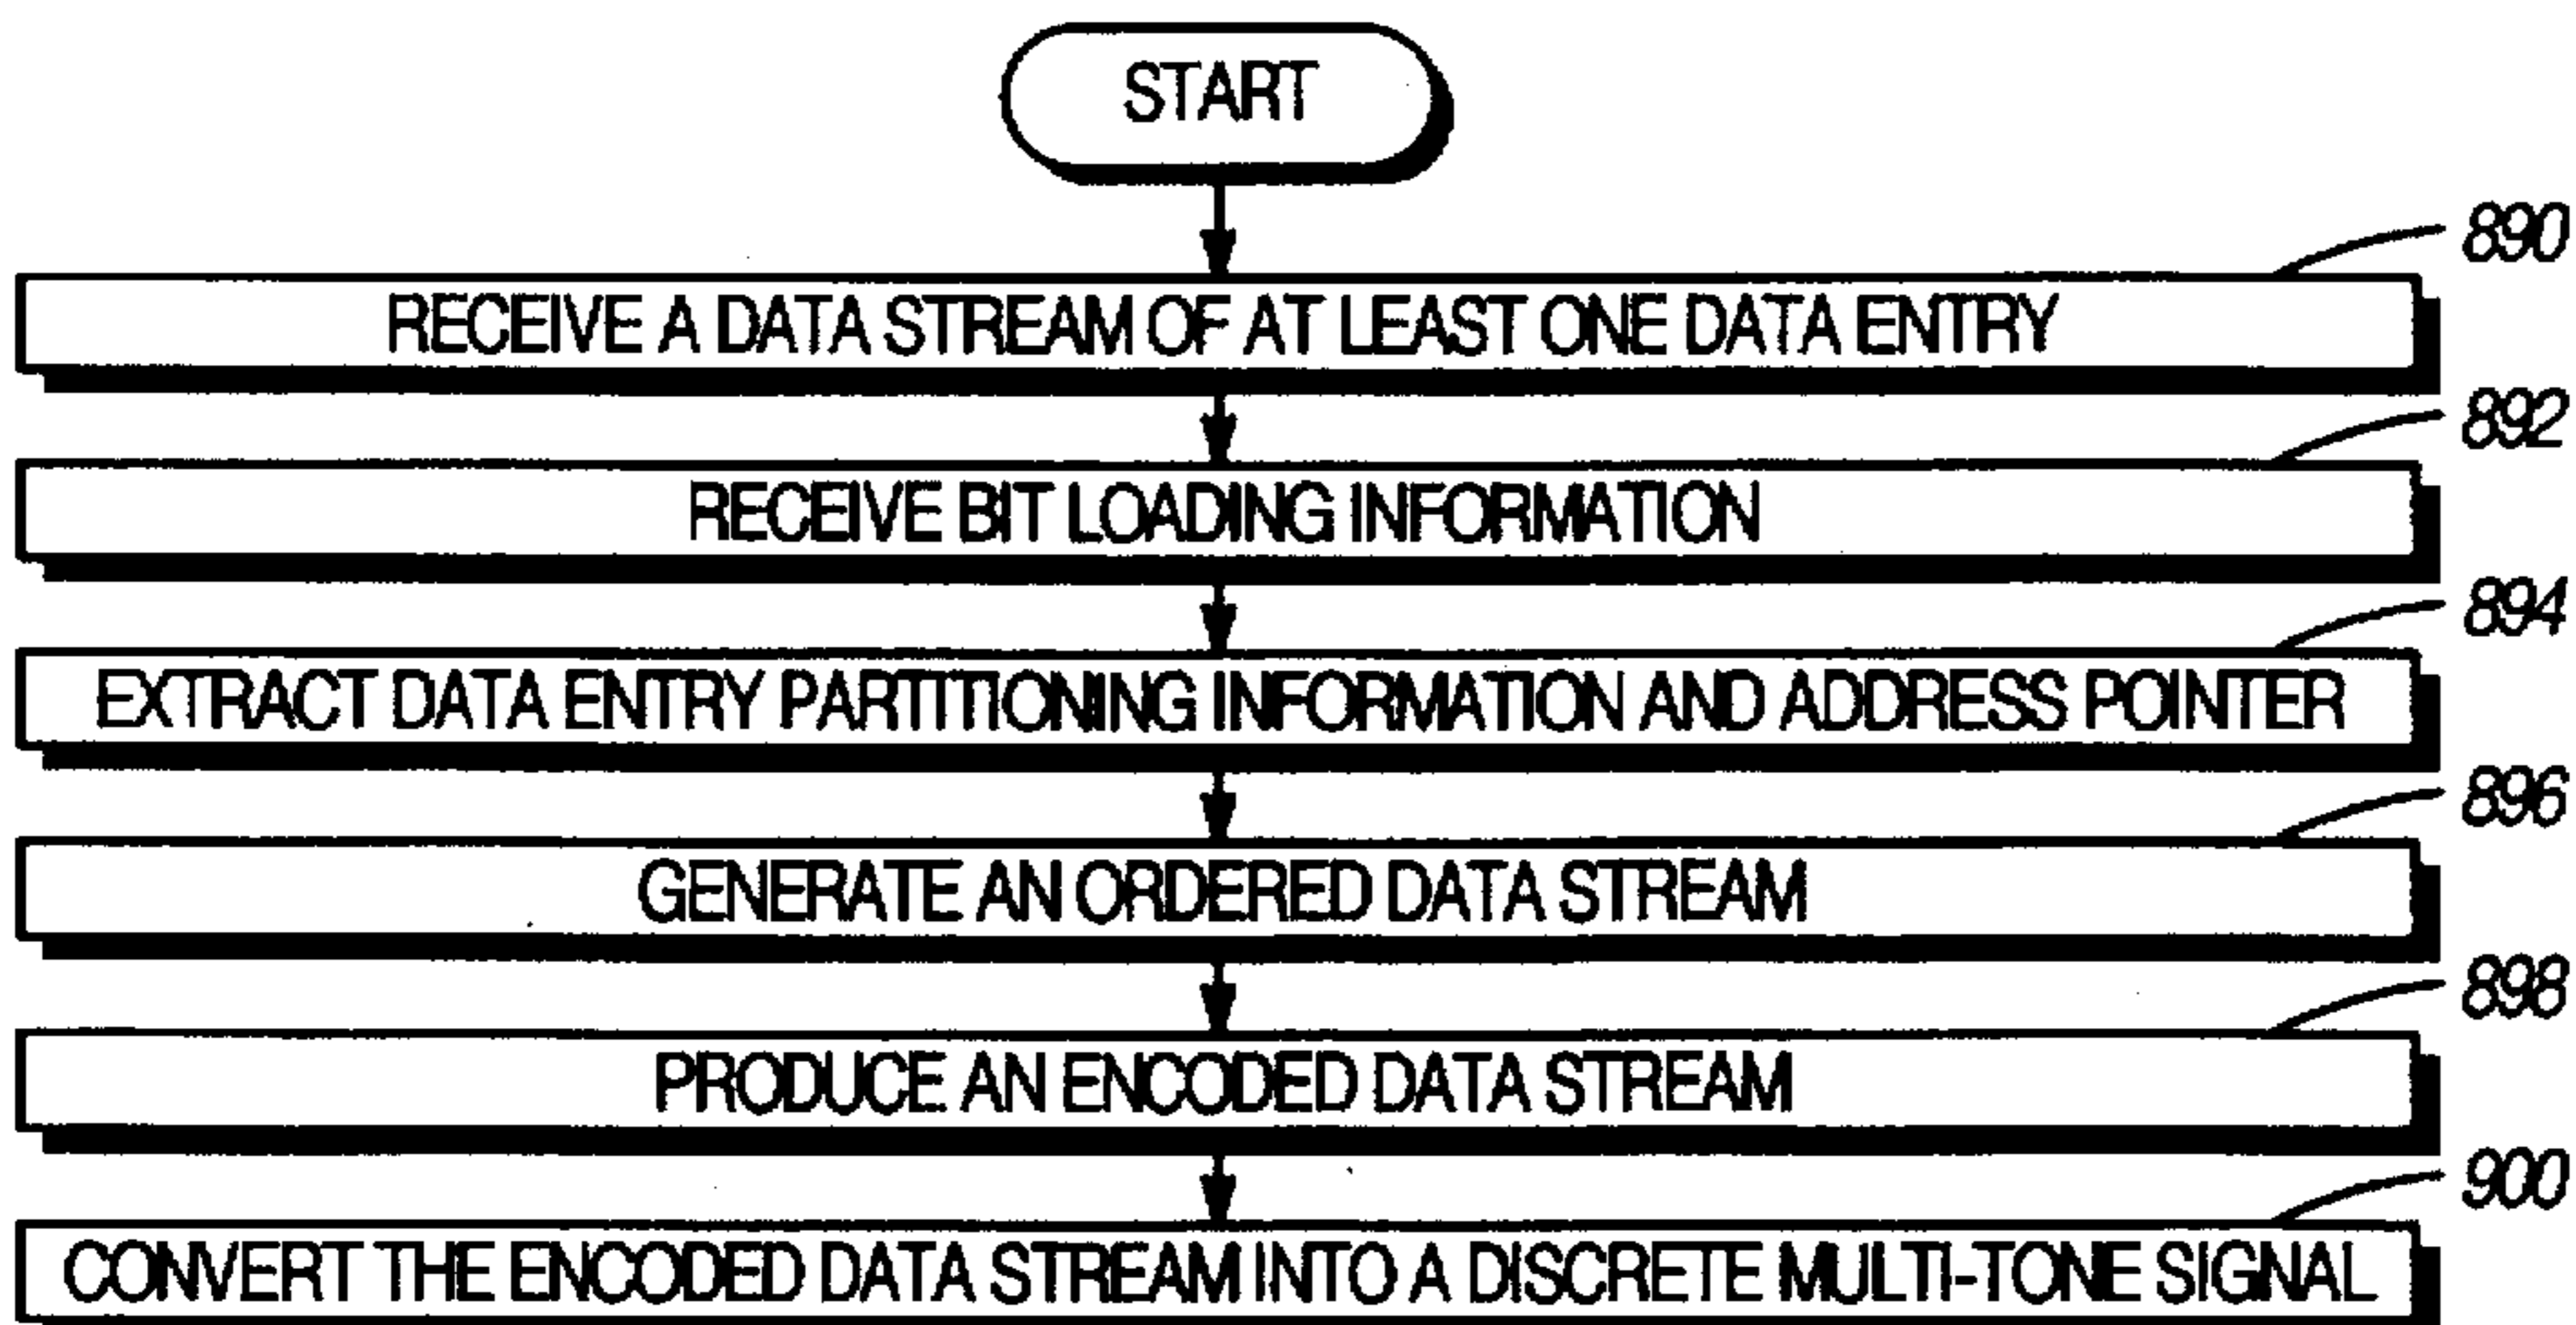 START
890
RECEIVE A DATA STREAM OF AT LEAST ONE DATA ENTRY
892
RECEIVE BIT LOADING INFORMATION
894
EXTRACT DATA ENTRY PARTITIONING INFORMATION AND ADDRESS POINTER
896
GENERATE AN ORDERED DATA STREAM
898
PRODUCE AN ENCODED DATA STREAM
900
CONVERT THE ENCODED DATA STREAM INTO A DISCRETE MULTI-TONE SIGNAL